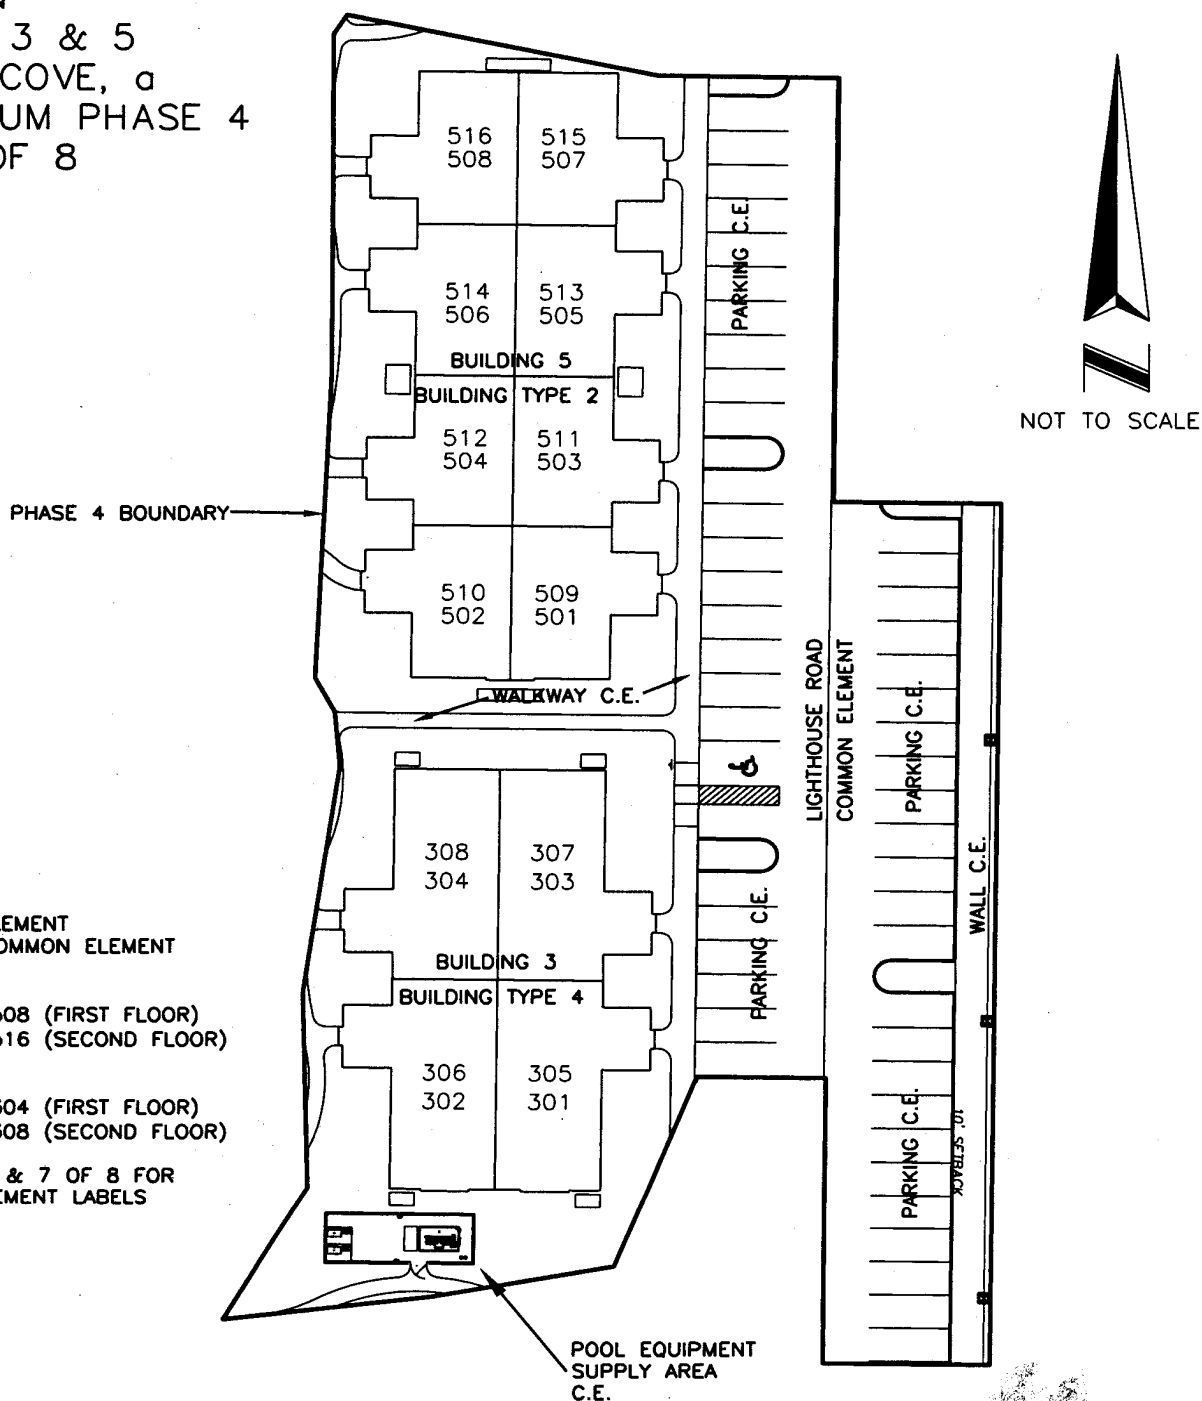 3 & 5
COVE, a
UM PHASE 4
OF 8
516
508
515
507
514
506
513
505
BUILDING 5
BUILDING TYPE 2
512
504
511
503
510
502
509
501
PARKING C.E.
NOT TO SCALE
PHASE 4 BOUNDARY
WALKWAY C.E.
LIGHTHOUSE ROAD
COMMON ELEMENT
PARKING C.E.
WALL C.E.
308
304
307
303
BUILDING 3
BUILDING TYPE 4
306
302
305
301
PARKING C.E.
PARKING C.E.
10' SETBACK
EMENT
OMMON ELEMENT
08 (FIRST FLOOR)
16 (SECOND FLOOR)
04 (FIRST FLOOR)
08 (SECOND FLOOR)
& 7 OF 8 FOR
EMENT LABELS
POOL EQUIPMENT
SUPPLY AREA
C.E.